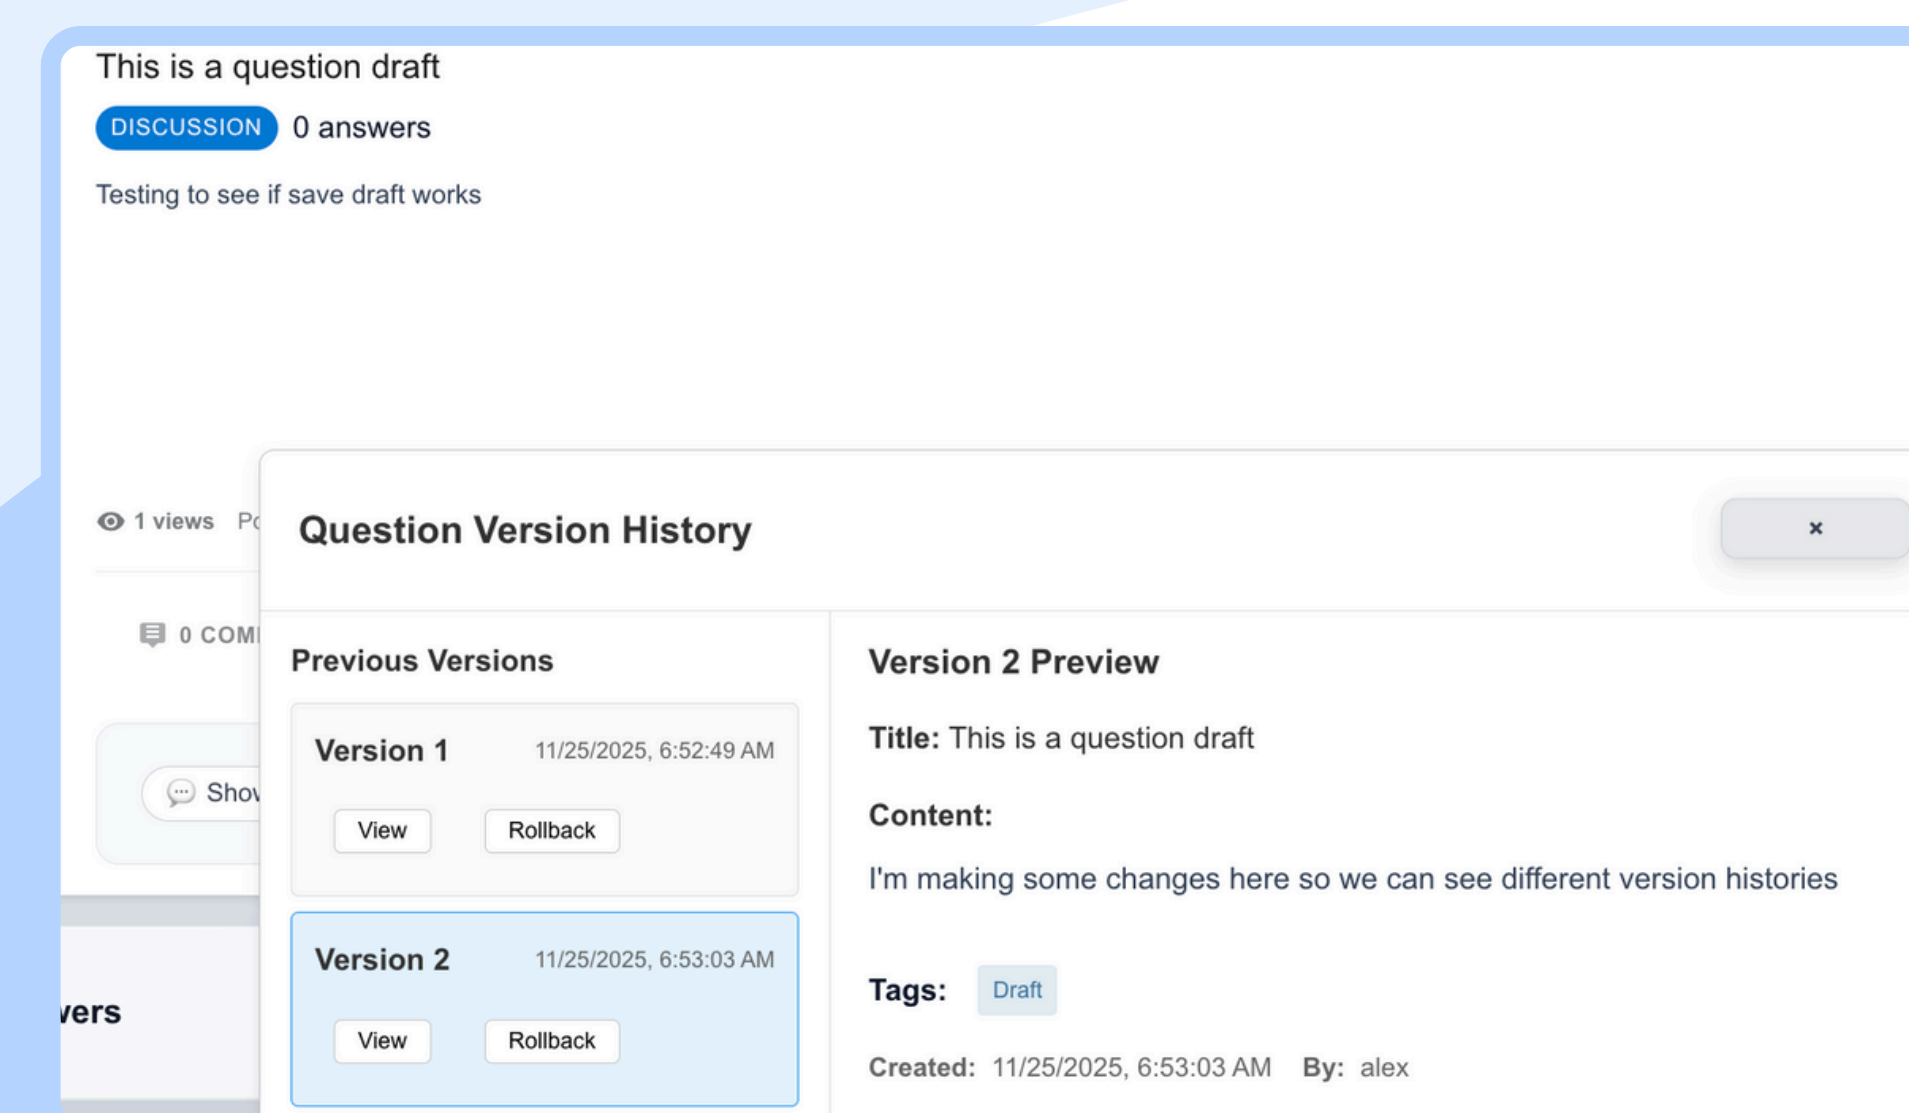 This is a question draft
DISCUSSION 0 answers
Testing to see if save draft works
1 views
Question Version History
×
0
Previous Versions
Version 2 Preview
Version 1 11/25/2025, 6:52:49 AM
Title: This is a question draft
View Rollback
Content:
I'm making some changes here so we can see different version histories
Version 2 11/25/2025, 6:53:03 AM
Tags: Draft
View Rollback
Created: 11/25/2025, 6:53:03 AM By: alex